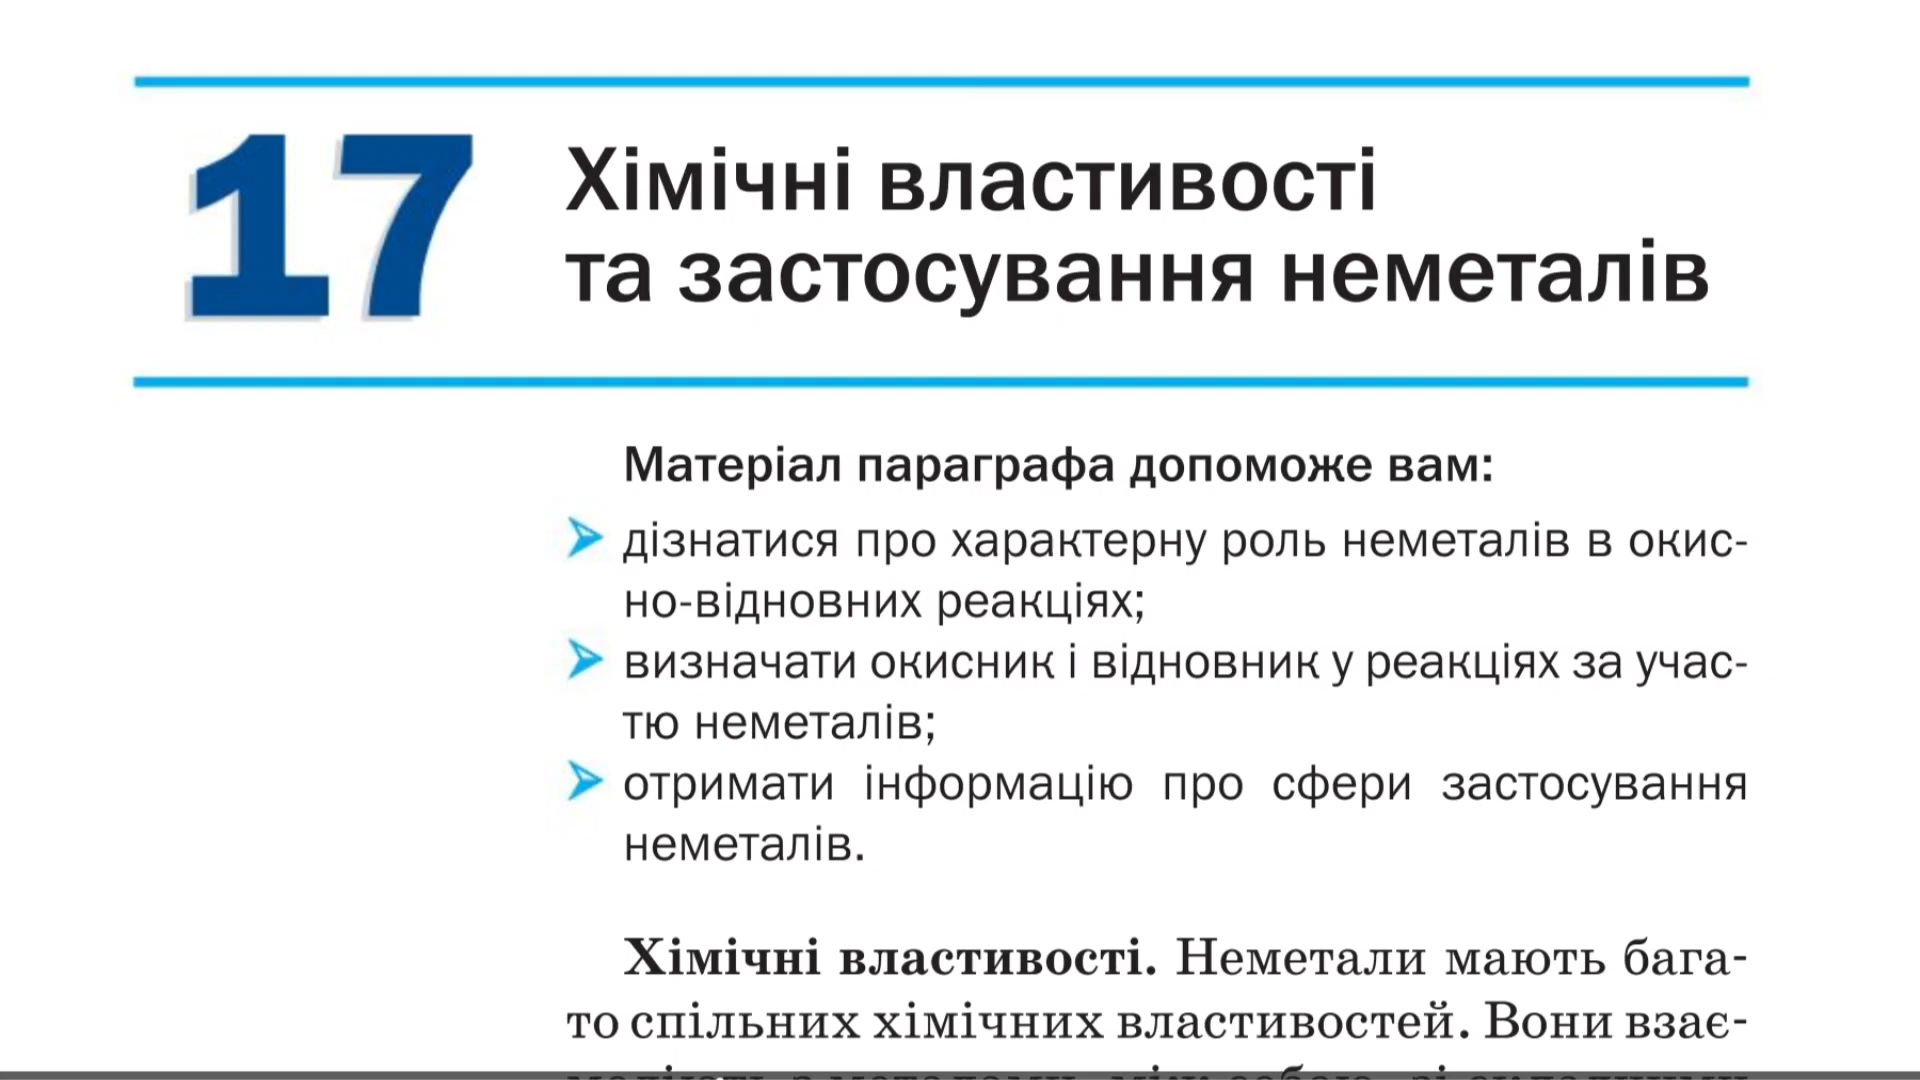 17
Хімічні властивості
та застосування неметалів
Матеріал параграфа допоможе вам:
дізнатися про характерну роль неметалів в окис-
но-відновних реакціях;
визначати окисник і відновник у реакціях за учас-
тю неметалів;
отримати інформацію про сфери застосування
неметалів.
Хімічні властивості. Неметали мають бага-
то спільних хімічних властивостей. Вони взає-